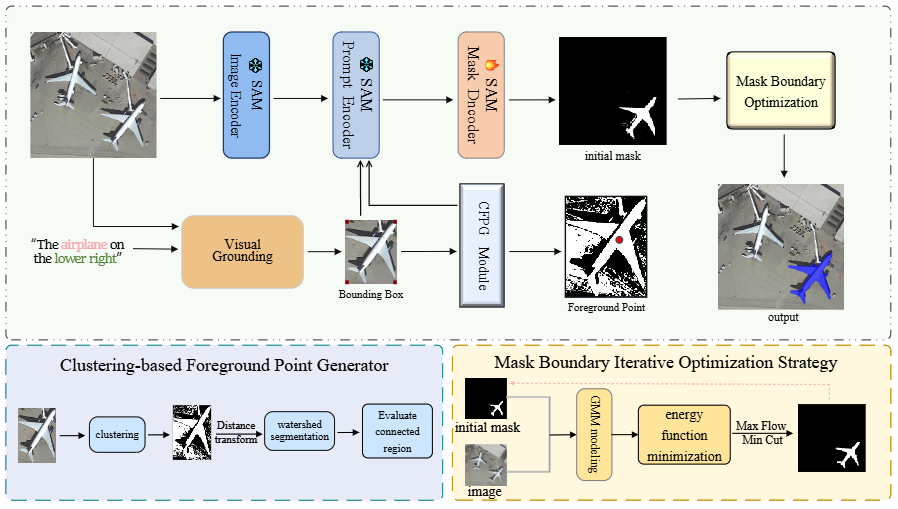 SAM
Image Encoder
SAM
Prompt Encoder
SAM
Mask Dncoder
initial mask
Mask Boundary
Optimization
"The airplane on
the lower right"
Visual
Grounding
Bounding Box
CFPG Module
Foreground Point
output
Clustering-based Foreground Point Generator
clustering
Distance
transform
watershed
segmentation
Evaluate
connected
region
Mask Boundary Iterative Optimization Strategy
initial mask
image
GMM modeling
energy
function
minimization
Max Flow
Min Cut